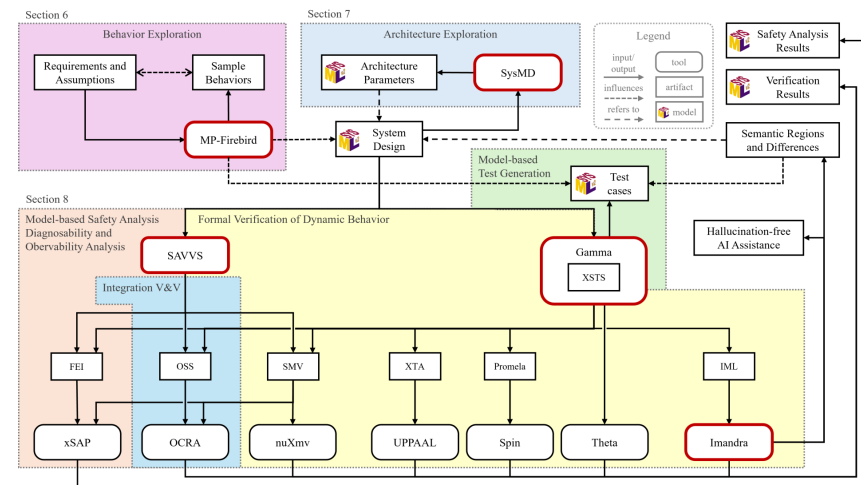 Section 6
Behavior Exploration
Requirements and
Assumptions
Sample
Behaviors
MP-Firebird
Section 7
Architecture Exploration
Architecture
Parameters
SysMD
System
Design
Legend
input/
output
influences
refers to
tool
artifact
model
Safety Analysis
Results
Verification
Results
Semantic Regions
and Differences
Model-based
Test Generation
Test
cases
Hallucination-free
AI Assistance
Section 8
Model-based Safety Analysis
Diagnosability and
Obervability Analysis
Formal Verification of Dynamic Behavior
SAVVS
Gamma
XSTS
Integration V&V
FEI
OSS
SMV
XTA
Promela
IML
xSAP
OCRA
nuXmv
UPPAAL
Spin
Theta
Imandra